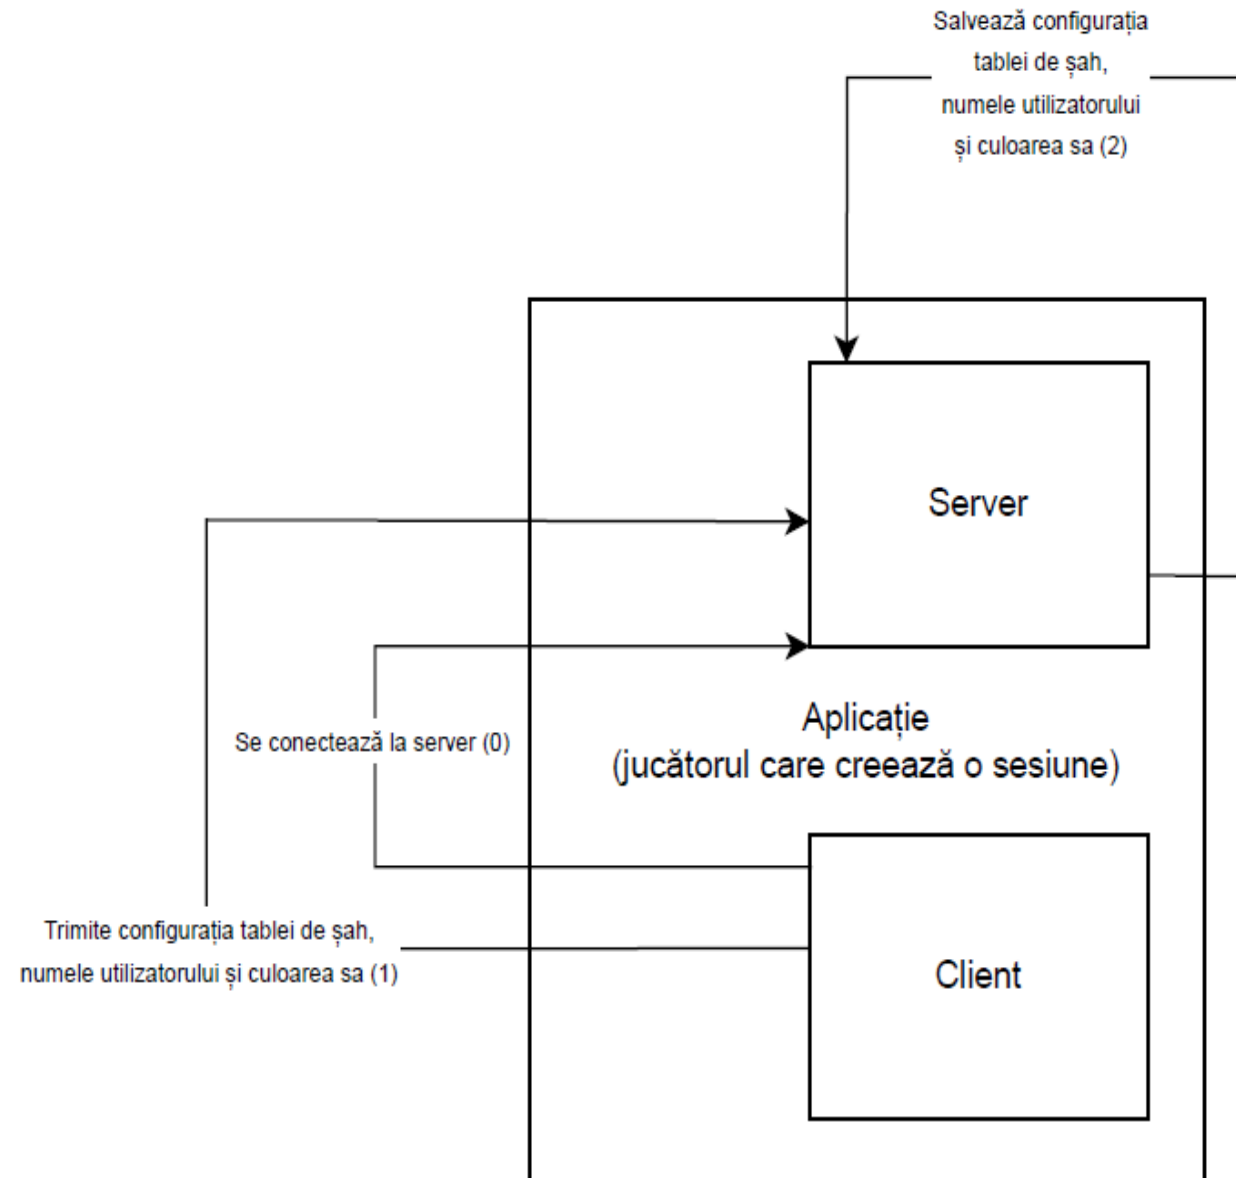 Salvează configurația
tablei de șah,
numele utilizatorului
și culoarea sa (2)
Server
Aplicație
(jucătorul care creează o sesiune)
Se conectează la server (0)
Trimite configurația tablei de șah,
numele utilizatorului și culoarea sa (1)
Client